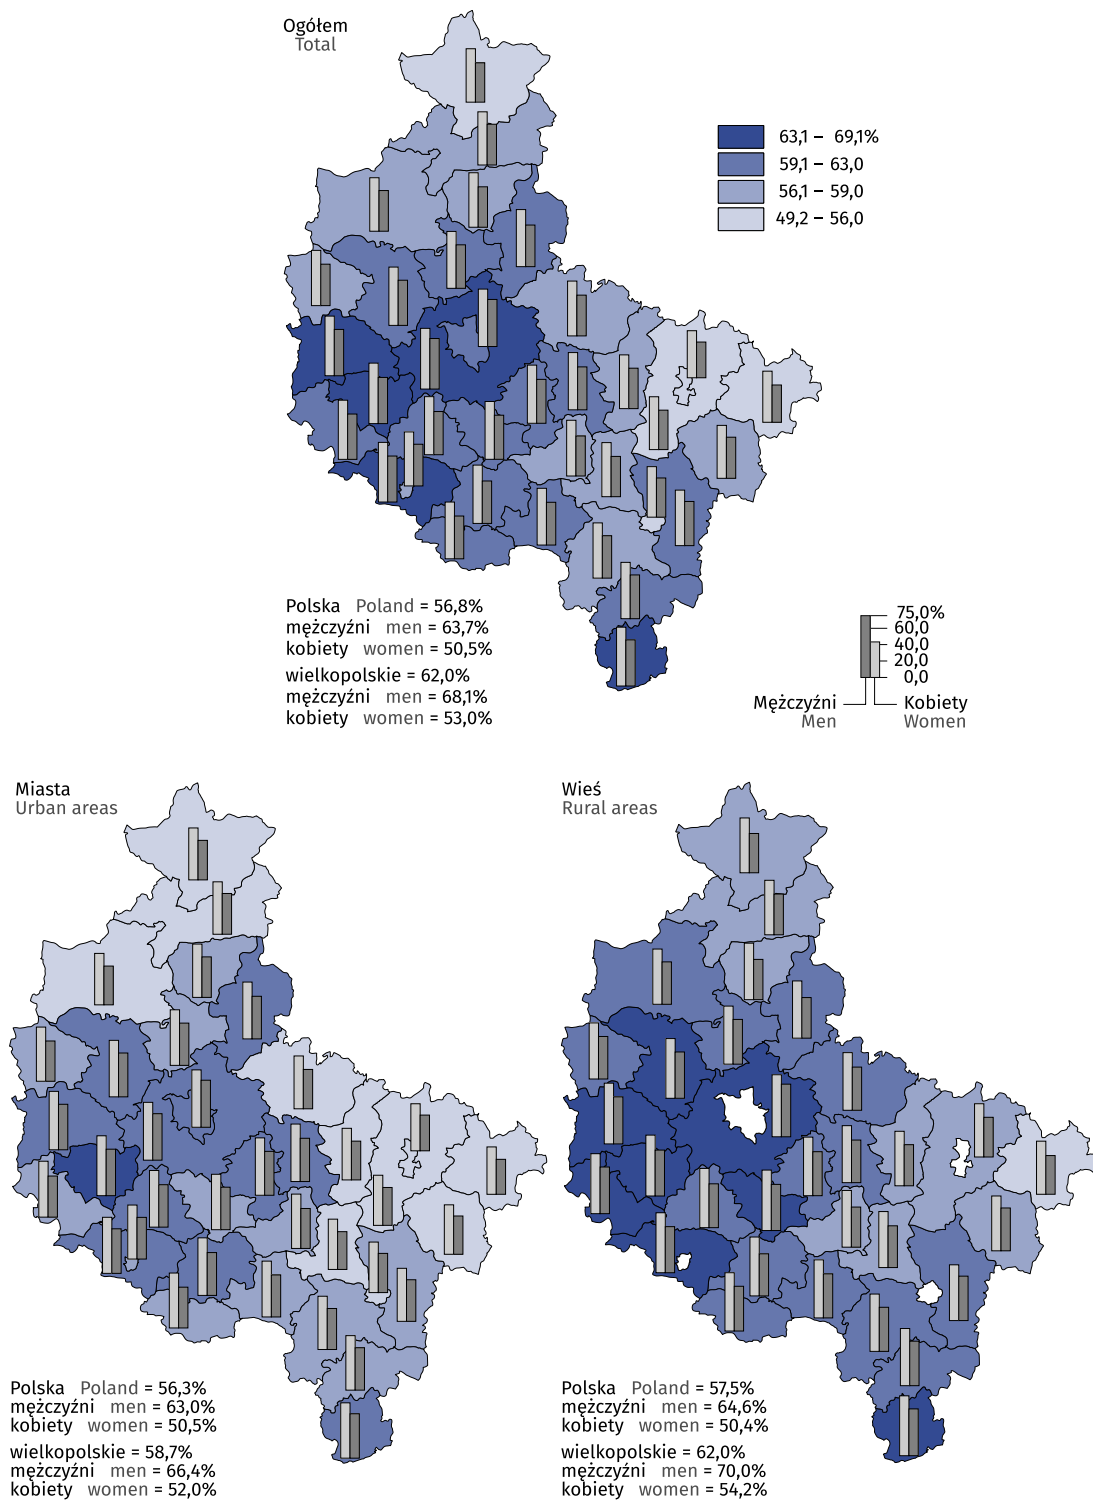 Ogółem
Total
63,1 – 69,1%
59,1 – 63,0
56,1 – 59,0
49,2 – 56,0
Polska Poland = 56,8%
mężczyźni men = 63,7%
kobiety women = 50,5%
wielkopolskie = 62,0%
mężczyźni men = 68,1%
kobiety women = 53,0%
75,0%
60,0
40,0
20,0
0,0
Mężczyźni Kobiety
Men Women
Miasta
Urban areas
Polska Poland = 56,3%
mężczyźni men = 63,0%
kobiety women = 50,5%
wielkopolskie = 58,7%
mężczyźni men = 66,4%
kobiety women = 52,0%
Wieś
Rural areas
Polska Poland = 57,5%
mężczyźni men = 64,6%
kobiety women = 50,4%
wielkopolskie = 62,0%
mężczyźni men = 70,0%
kobiety women = 54,2%